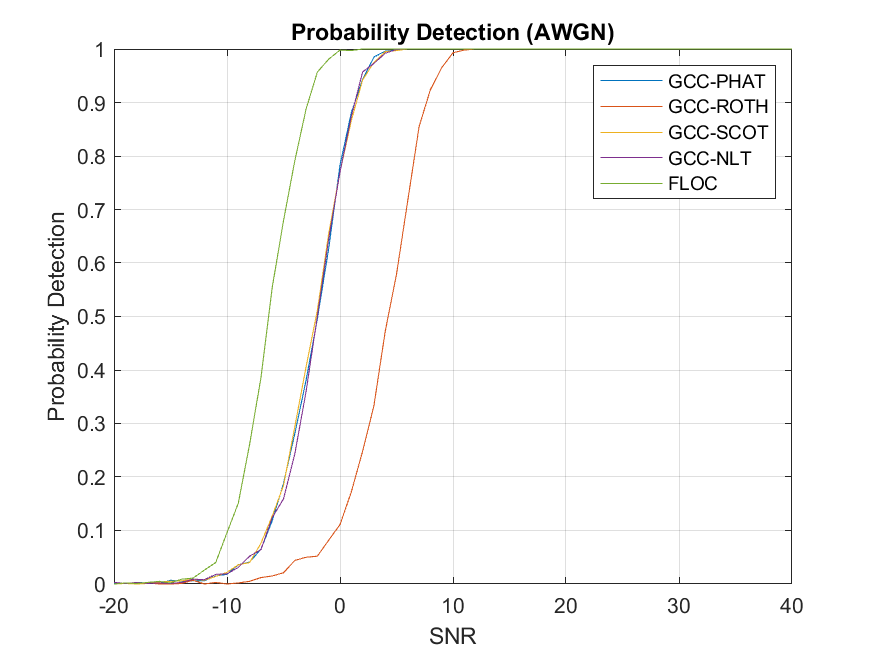 Probability Detection (AWGN)
1
0.9
0.8
0.7
0.6
0.5
0.4
0.3
0.2
0.1
0
Probability Detection
GCC-PHAT
GCC-ROTH
GCC-SCOT
GCC-NLT
FLOC
-20 -10 0 10 20 30 40
SNR